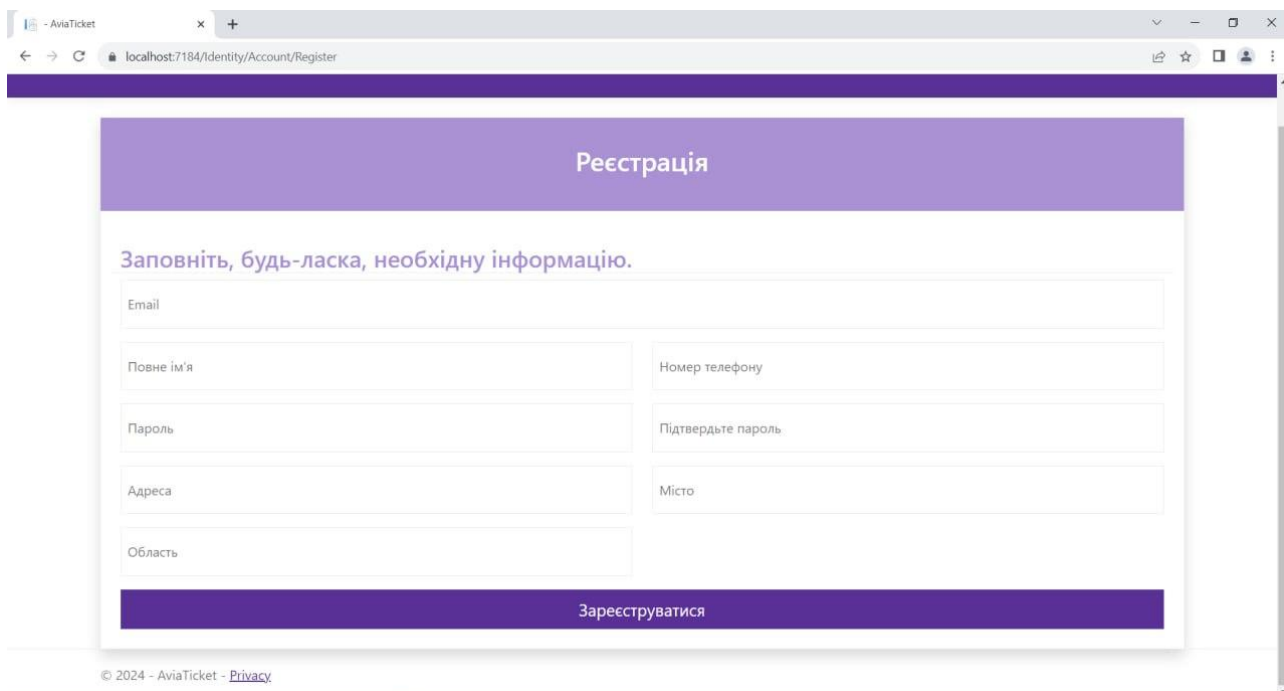 - AviaTicket
localhost:7184/Identity/Account/Register
Реєстрація
Заповніть, будь-ласка, необхідну інформацію.
Email
Повне ім'я
Номер телефону
Пароль
Підтвердьте пароль
Адреса
Місто
Область
Зареєструватися
© 2024 - AviaTicket - Privacy